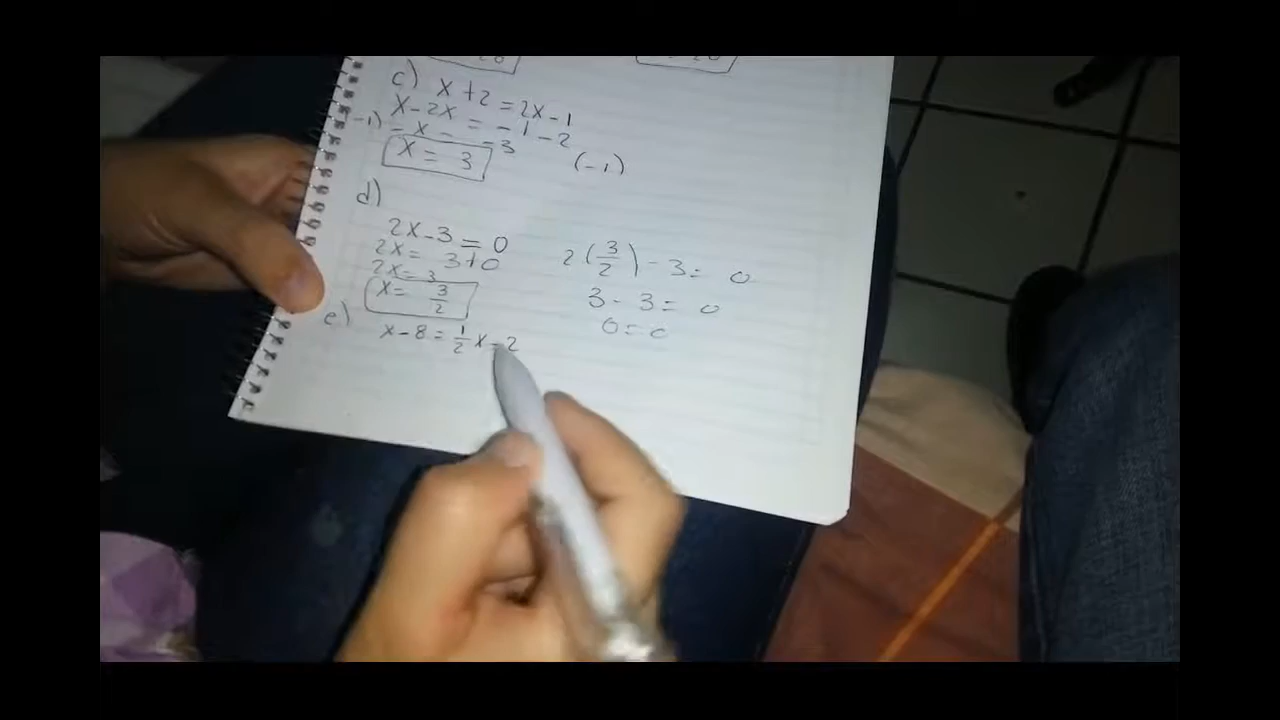 c) x + 2 = 2x - 1
x - 2x = - 1 - 2
-1) - x = - 3 (-1)
x = 3
d)
2x - 3 = 0
2x = 3 + 0
2x = 3
x = 3/2
2 (3/2) - 3 = 0
3 - 3 = 0
0 = 0
e)
x - 8 = 1/2 x - 2